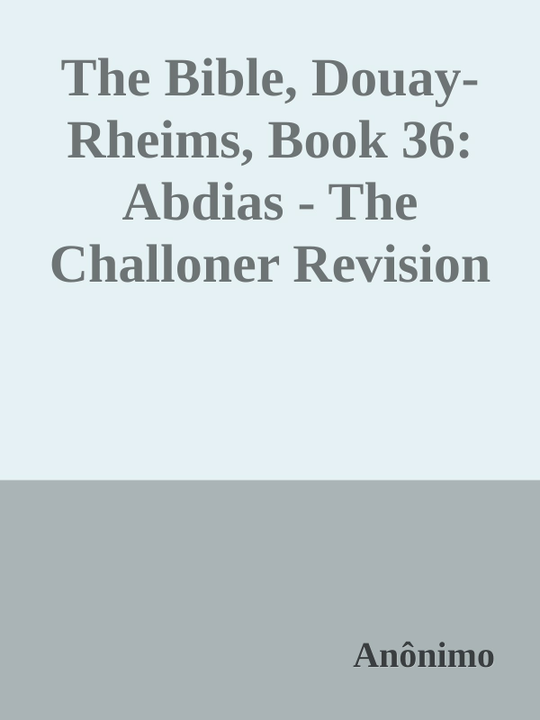 The Bible, Douay-
Rheims, Book 36:
Abdias - The
Challoner Revision
Anônimo